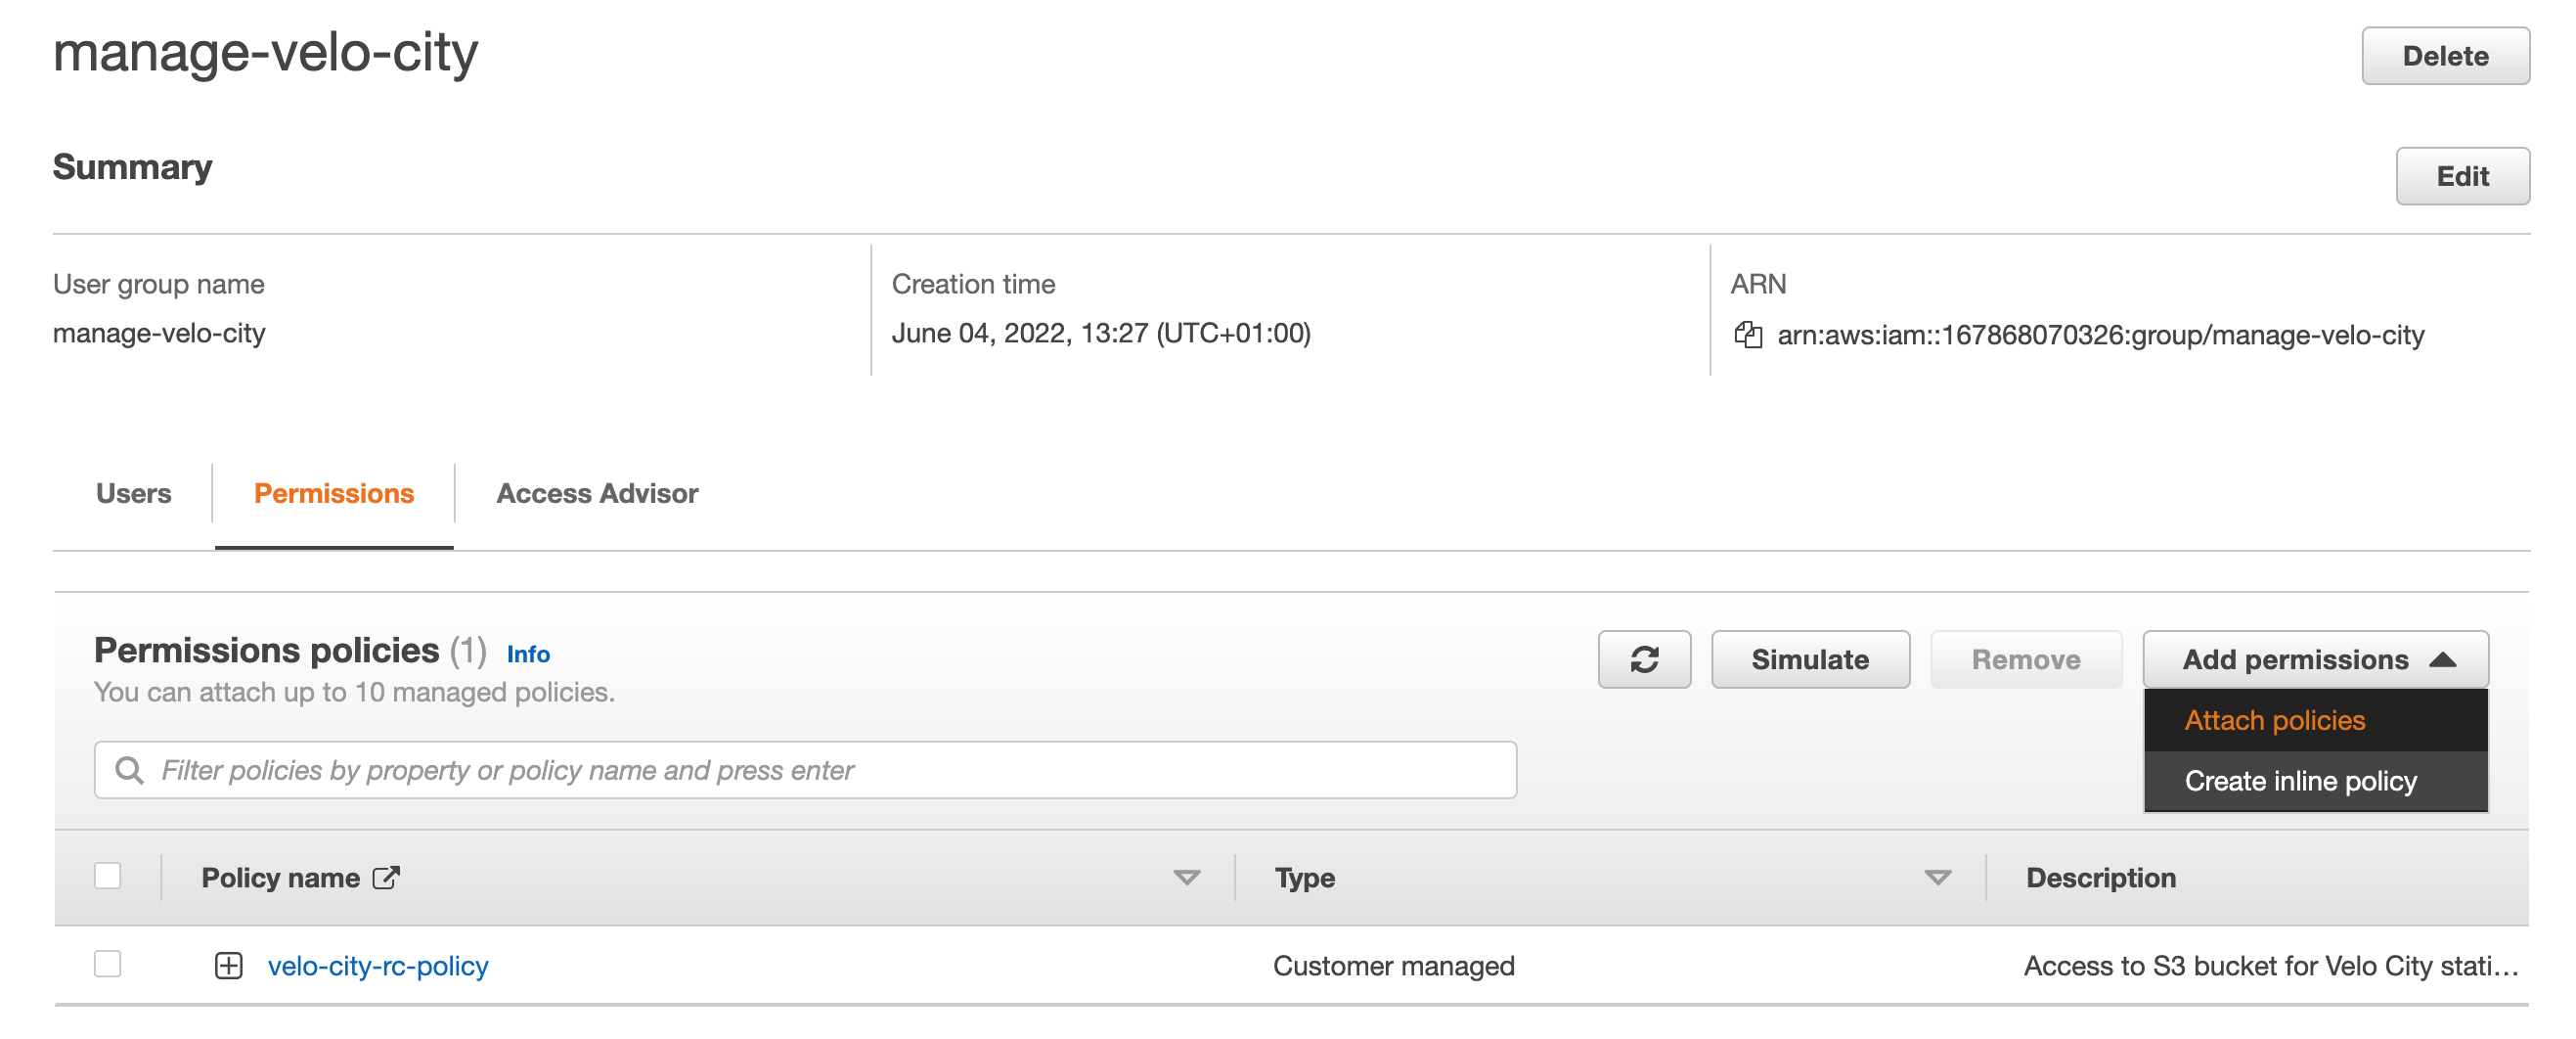 manage-velo-city
Delete
Summary
Edit
User group name
Creation time
ARN
manage-velo-city
June 04, 2022, 13:27 (UTC+01:00)
arn:aws:iam::167868070326:group/manage-velo-city
Users
Permissions
Access Advisor
Permissions policies (1) Info
You can attach up to 10 managed policies.
Simulate
Remove
Add permissions
Attach policies
Create inline policy
Filter policies by property or policy name and press enter
Policy name
Type
Description
velo-city-rc-policy
Customer managed
Access to S3 bucket for Velo City stati...